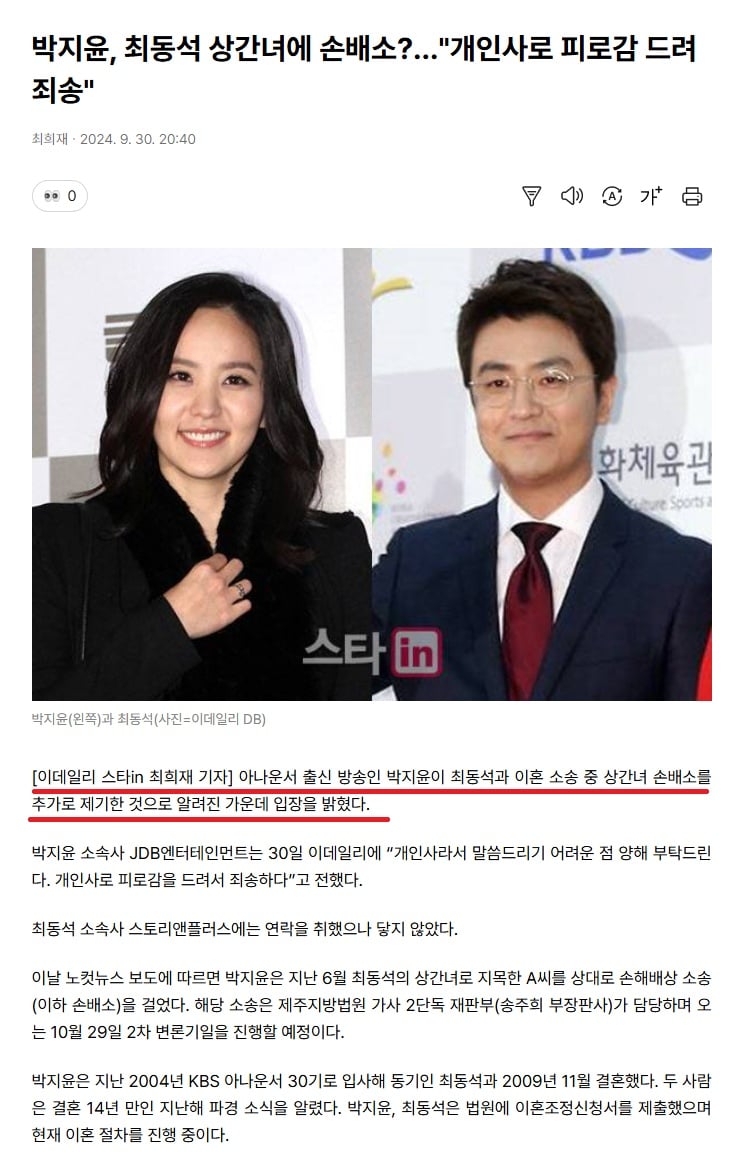 박지윤, 최동석 상간녀에 손배소?..."개인사로 피로감 드려
죄송"
최희재 · 2024. 9. 30. 20:40
0
가+
스타in
화체육관
박지윤(왼쪽)과 최동석(사진=이데일리 DB)
[이데일리 스타in 최희재 기자] 아나운서 출신 방송인 박지윤이 최동석과 이혼 소송 중 상간녀 손배소를
추가로 제기한 것으로 알려진 가운데 입장을 밝혔다.
박지윤 소속사 JDB엔터테인먼트는 30일 이데일리에 “개인사라서 말씀드리기 어려운 점 양해 부탁드린
다. 개인사로 피로감을 드려서 죄송하다”고 전했다.
최동석 소속사 스토리앤플러스에는 연락을 취했으나 닿지 않았다.
이날 노컷뉴스 보도에 따르면 박지윤은 지난 6월 최동석의 상간녀로 지목한 A씨를 상대로 손해배상 소송
(이하 손배소)을 걸었다. 해당 소송은 제주지방법원 가사 2단독 재판부(송주희 부장판사)가 담당하며 오
는 10월 29일 2차 변론기일을 진행할 예정이다.
박지윤은 지난 2004년 KBS 아나운서 30기로 입사해 동기인 최동석과 2009년 11월 결혼했다. 두 사람
은 결혼 14년 만인 지난해 파경 소식을 알렸다. 박지윤, 최동석은 법원에 이혼조정신청서를 제출했으며
현재 이혼 절차를 진행 중이다.